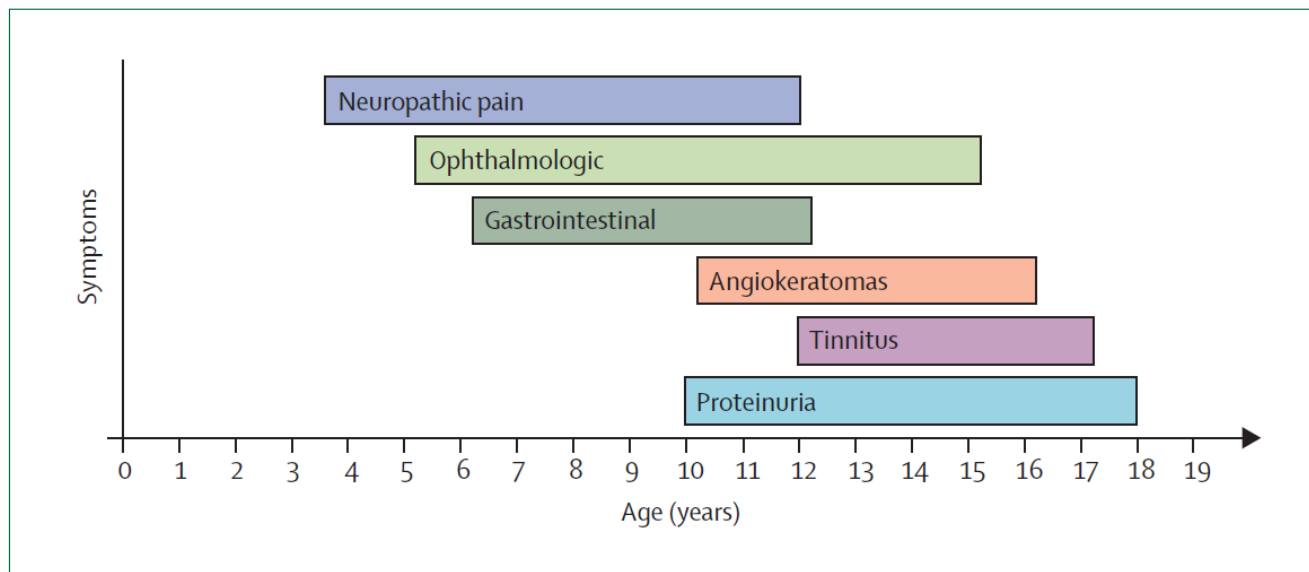 Symptoms
Neuropathic pain
Ophthalmologic
Gastrointestinal
Angiokeratomas
Tinnitus
Proteinuria
0 1 2 3 4 5 6 7 8 9 10 11 12 13 14 15 16 17 18 19
Age (years)